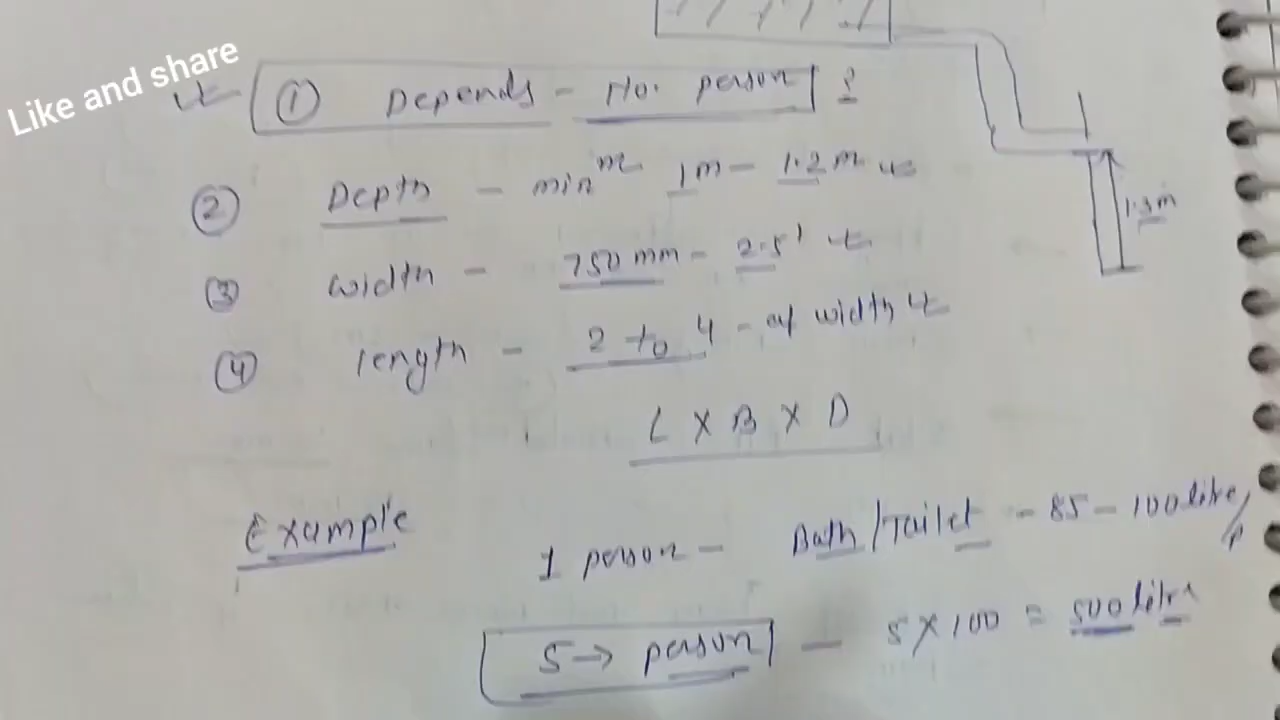 Like and share
① Depends - No. person ?
② Depth - min^m 1m - 1.2m
1.2m
③ width - 750 mm - 2.5'
④ length - 2 to 4 - of width
L X B X D
Example
1 person - Bath/Tailet - 85 - 100 litre/p
5 → person - 5 X 100 = 500 litre